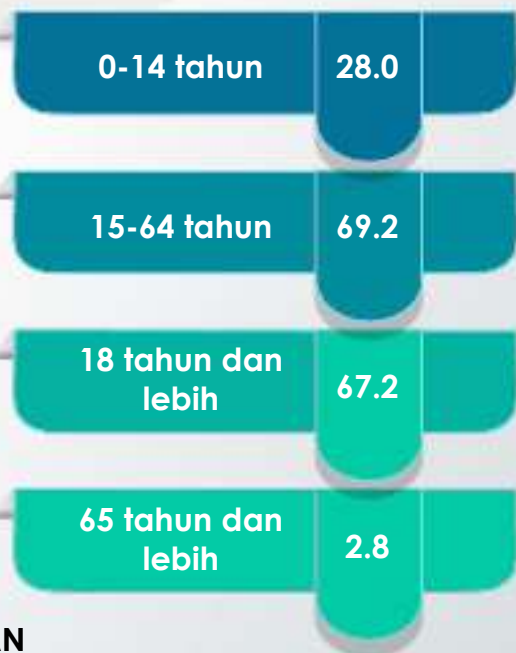 0-14 tahun 28.0
15-64 tahun 69.2
18 tahun dan
lebih 67.2
65 tahun dan
lebih 2.8